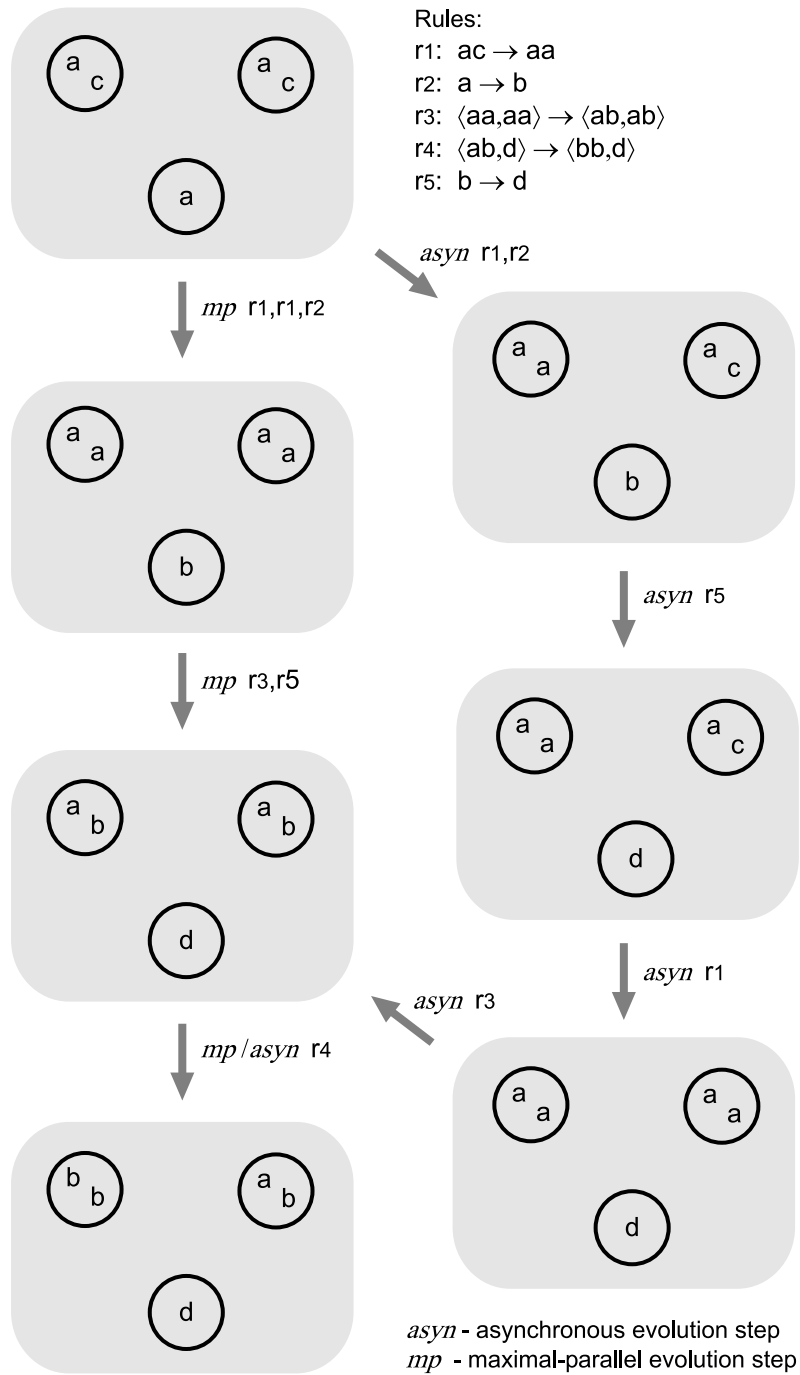 a c
a c
a
Rules:
r1: ac → aa
r2: a → b
r3: ⟨aa,aa⟩ → ⟨ab,ab⟩
r4: ⟨ab,d⟩ → ⟨bb,d⟩
r5: b → d
asyn r1,r2
mp r1,r1,r2
a a
a c
b
a a
a a
b
asyn r5
mp r3,r5
a a
a c
d
a b
a b
d
asyn r1
asyn r3
mp/asyn r4
a a
a a
d
b b
a b
d
asyn - asynchronous evolution step
mp - maximal-parallel evolution step